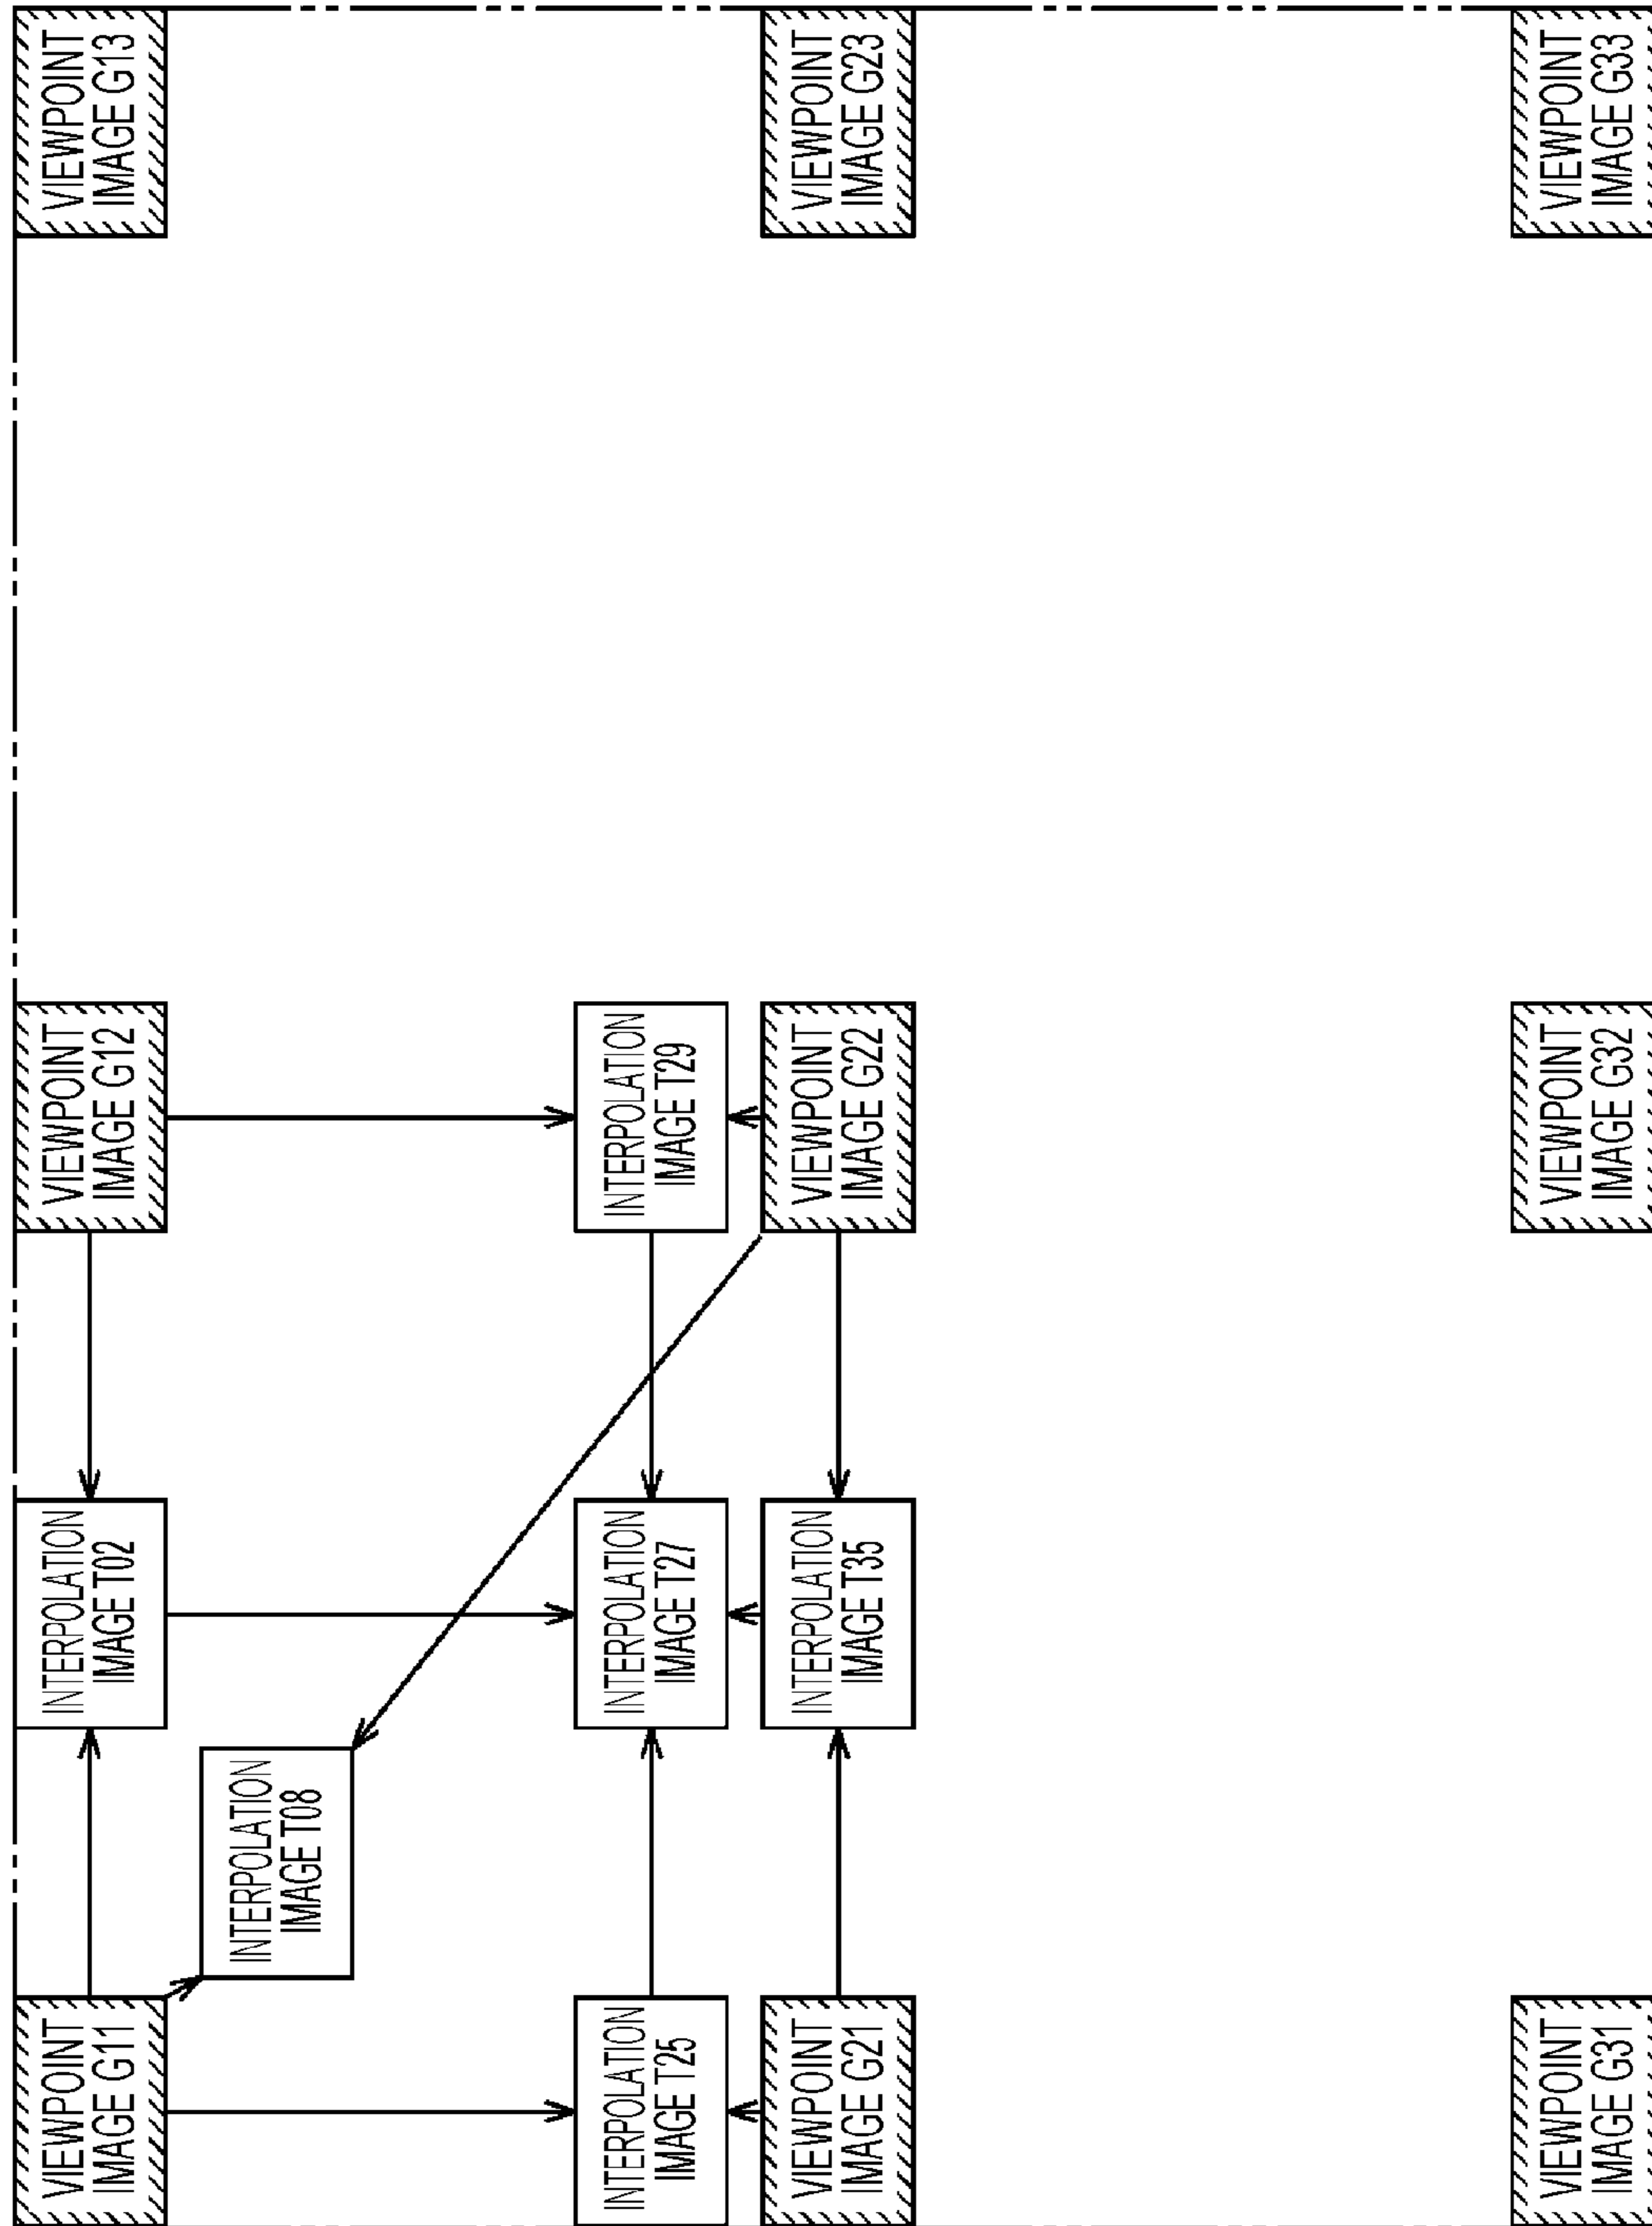 VIEWPOINT
IMAGE G11
INTERPOLATION
IMAGE T02
VIEWPOINT
IMAGE G12
VIEWPOINT
IMAGE G13
INTERPOLATION
IMAGE T08
INTERPOLATION
IMAGE T25
INTERPOLATION
IMAGE T27
INTERPOLATION
IMAGE T29
VIEWPOINT
IMAGE G21
INTERPOLATION
IMAGE T35
VIEWPOINT
IMAGE G22
VIEWPOINT
IMAGE G23
VIEWPOINT
IMAGE G31
VIEWPOINT
IMAGE G32
VIEWPOINT
IMAGE G33